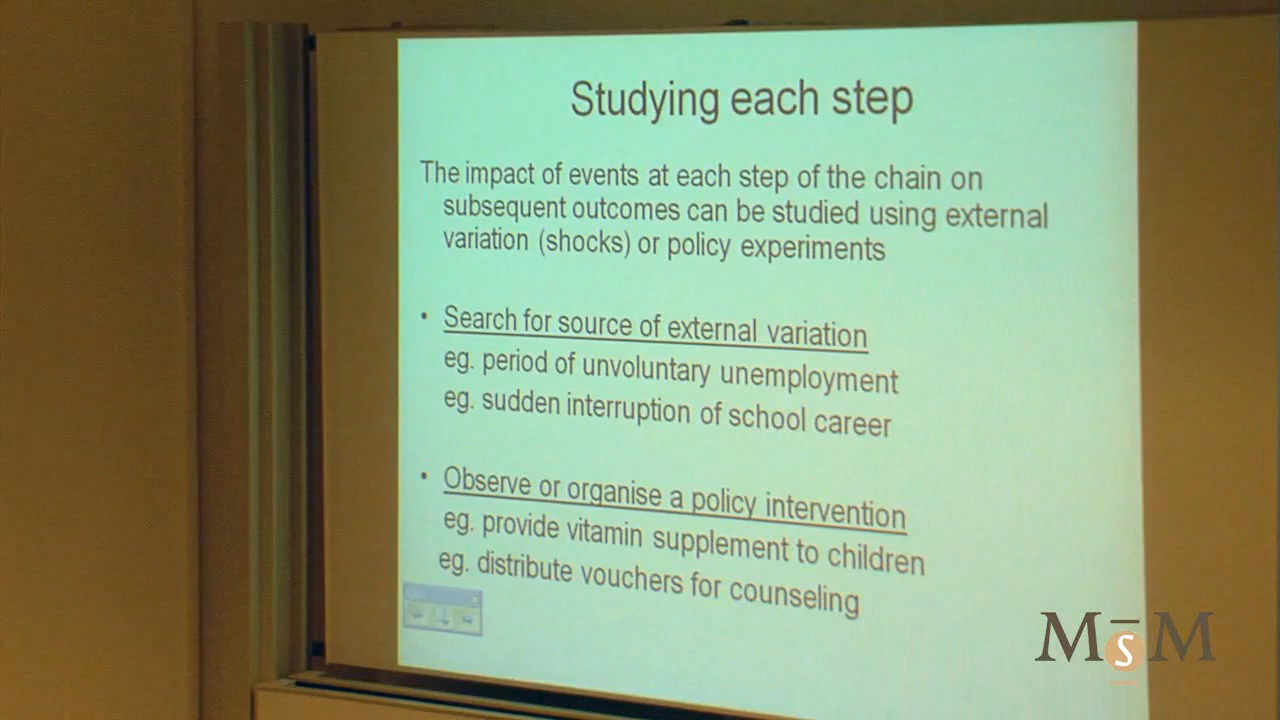 Studying each step
The impact of events at each step of the chain on
subsequent outcomes can be studied using external
variation (shocks) or policy experiments
• Search for source of external variation
eg. period of unvoluntary unemployment
eg. sudden interruption of school career
• Observe or organise a policy intervention
eg. provide vitamin supplement to children
eg. distribute vouchers for counseling
MsM